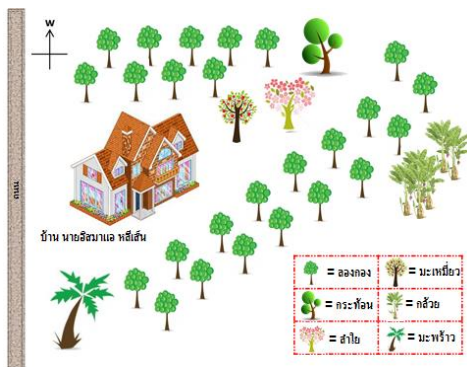 W
ถนน
บ้าน นายอิสมาแอ หลีเส็น
= ลองกอง
= มะเหมี่ยว
= กระท้อน
= กล้วย
= ลำไย
= มะพร้าว